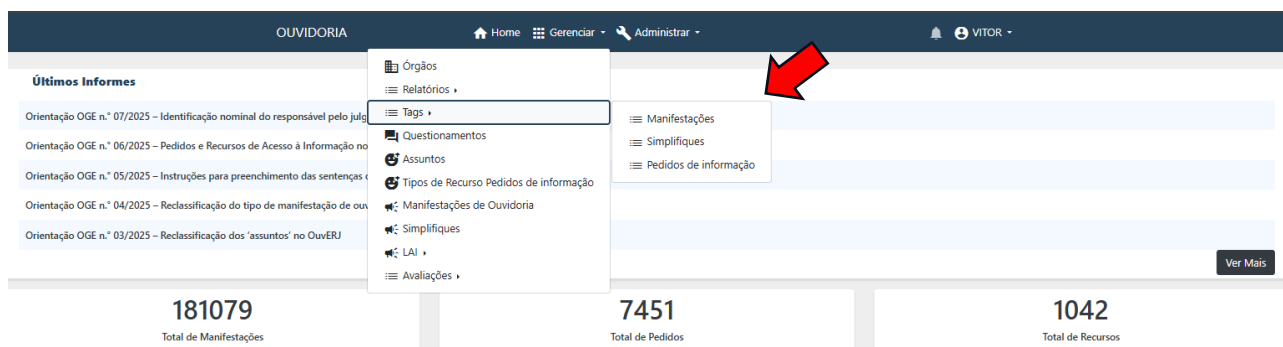 OUVIDORIA
Home
Gerenciar
Administrar
VITOR
Últimos Informes
Orientação OGE n.º 07/2025 – Identificação nominal do responsável pelo julg
Orientação OGE n.º 06/2025 – Pedidos e Recursos de Acesso à Informação no
Orientação OGE n.º 05/2025 – Instruções para preenchimento das sentenças
Orientação OGE n.º 04/2025 – Reclassificação do tipo de manifestação de ouv
Orientação OGE n.º 03/2025 – Reclassificação dos ‘assuntos’ no OuvERJ
Órgãos
Relatórios
Tags
Questionamentos
Assuntos
Tipos de Recurso Pedidos de informação
Manifestações de Ouvidoria
Simplifiques
LAI
Avaliações
Manifestações
Simplifiques
Pedidos de informação
Ver Mais
181079
Total de Manifestações
7451
Total de Pedidos
1042
Total de Recursos